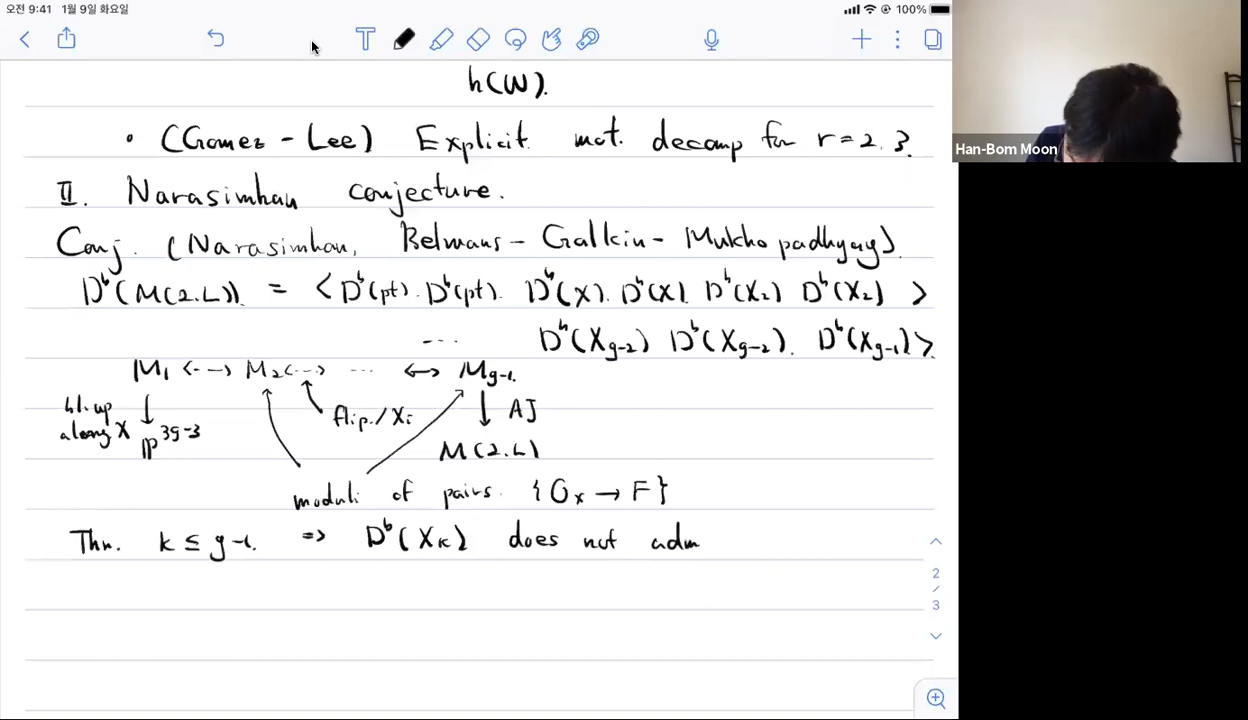 오전 9:41 1월 9일 화요일 100%
h(W).
• (Gomez - Lee) Explicit mot. decomp for r=2.3.
II. Narasimhan conjecture.
Conj. (Narasimhan, Belmans - Galkin - Mukhopadhyay).
D^b(M(2.L)). = < D^b(pt). D^b(pt). D^b(X). D^b(X). D^b(X_2) D^b(X_2) >
... D^b(X_{g-2}) D^b(X_{g-2}). D^b(X_{g-1}) >.
M_1 <--> M_2 <--> ... <-> M_{g-1}.
bl. up along X ↓ flip./X_i ↓ AJ
P^{3g-3} M(2.L)
moduli of pairs. {O_X → F}
Thm. k ≤ g-1. => D^b(X_k) does not adm
Han-Bom Moon
2
/
3